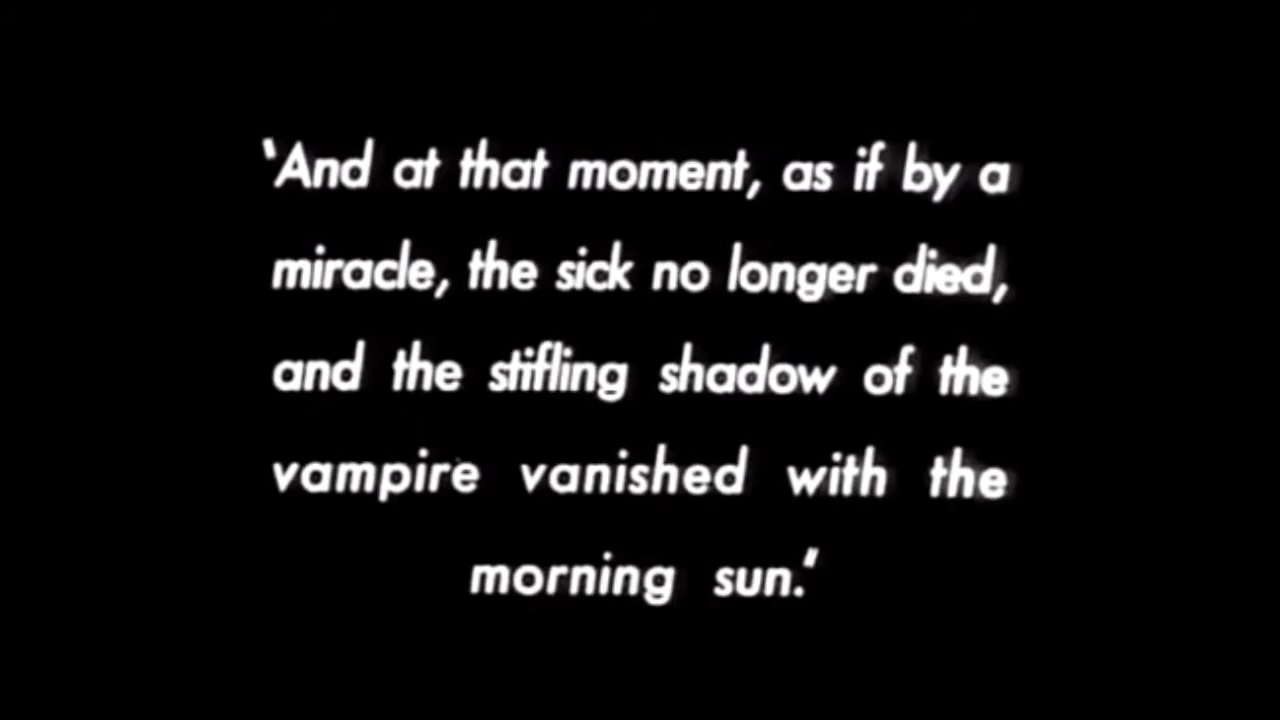 'And at that moment, as if by a
miracle, the sick no longer died,
and the stifling shadow of the
vampire vanished with the
morning sun.'